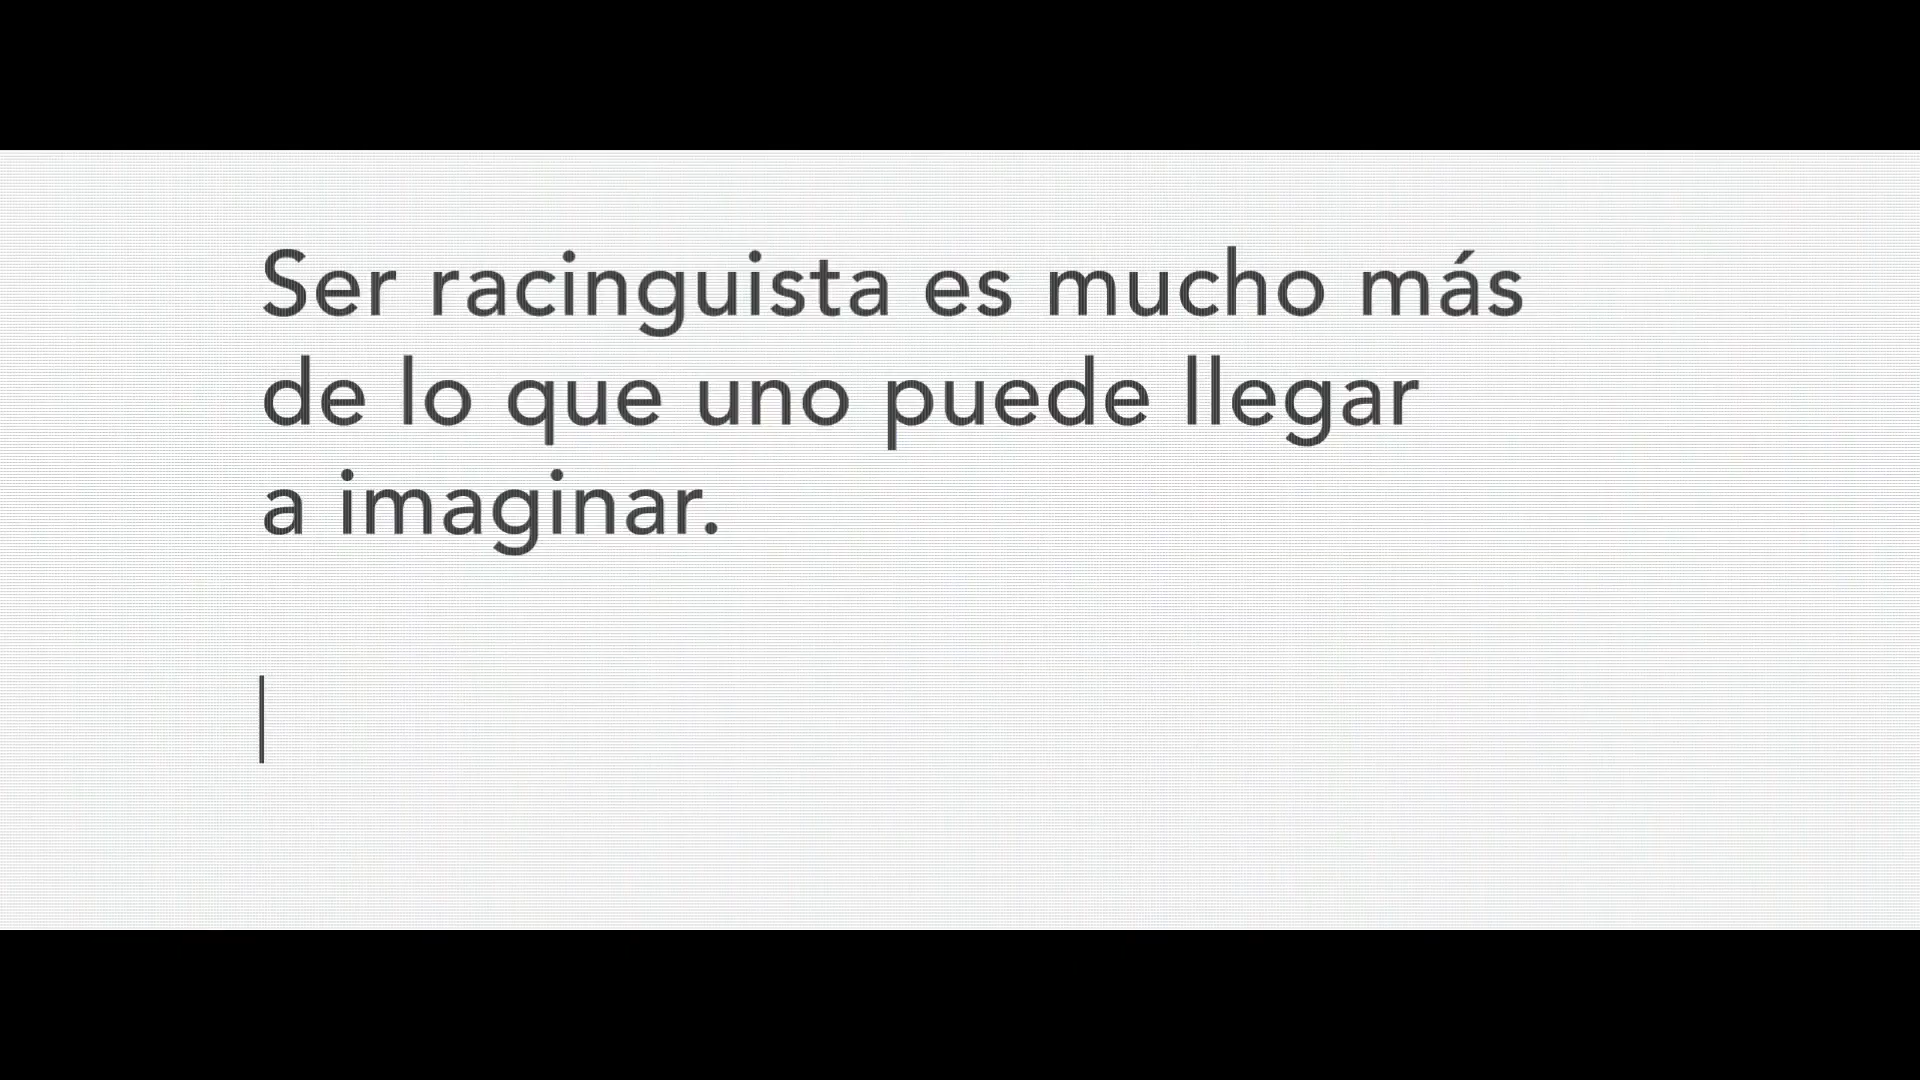 Ser racinguista es mucho más
de lo que uno puede llegar
a imaginar.